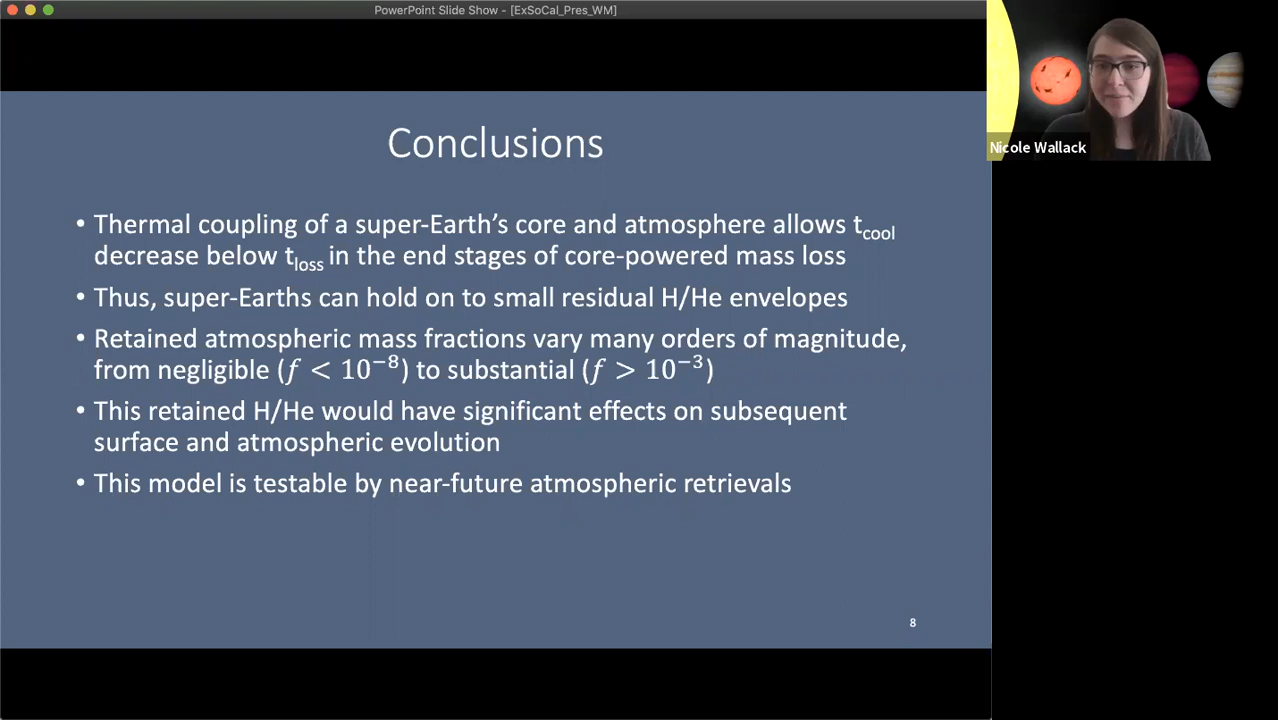 PowerPoint Slide Show - [ExSoCal_Pres_WM]
Nicole Wallack
Conclusions
• Thermal coupling of a super-Earth’s core and atmosphere allows t_cool
decrease below t_loss in the end stages of core-powered mass loss
• Thus, super-Earths can hold on to small residual H/He envelopes
• Retained atmospheric mass fractions vary many orders of magnitude,
from negligible (f < 10⁻⁸) to substantial (f > 10⁻³)
• This retained H/He would have significant effects on subsequent
surface and atmospheric evolution
• This model is testable by near-future atmospheric retrievals
8